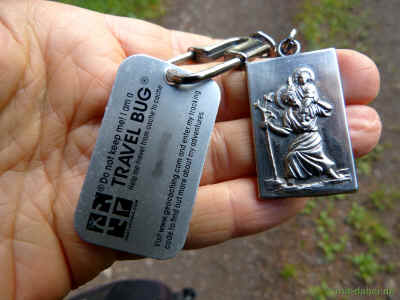 Do not keep me! I am a
TRAVEL BUG®
Help me travel from cache to cache
Visit www.geocaching.com and enter my tracking
code to find out more about my adventures